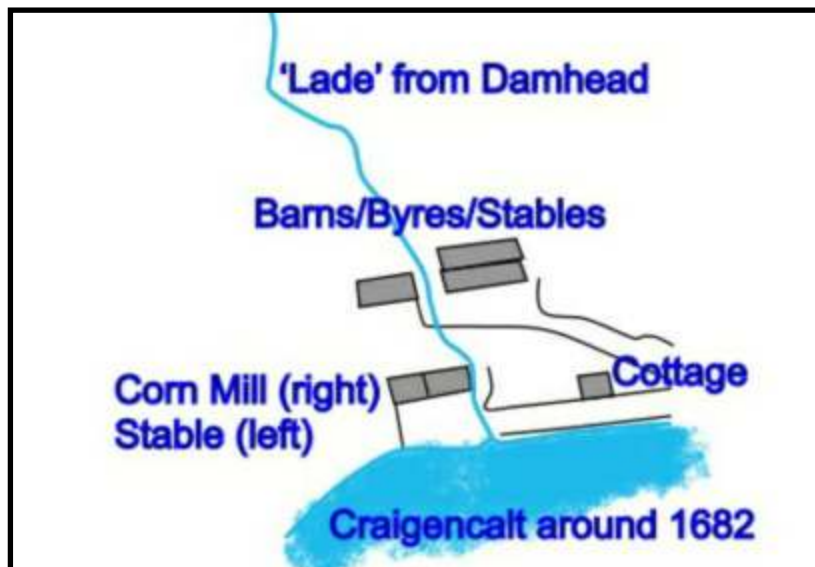 ‘Lade’ from Damhead
Barns/Byres/Stables
Cottage
Corn Mill (right)
Stable (left)
Craigencalt around 1682